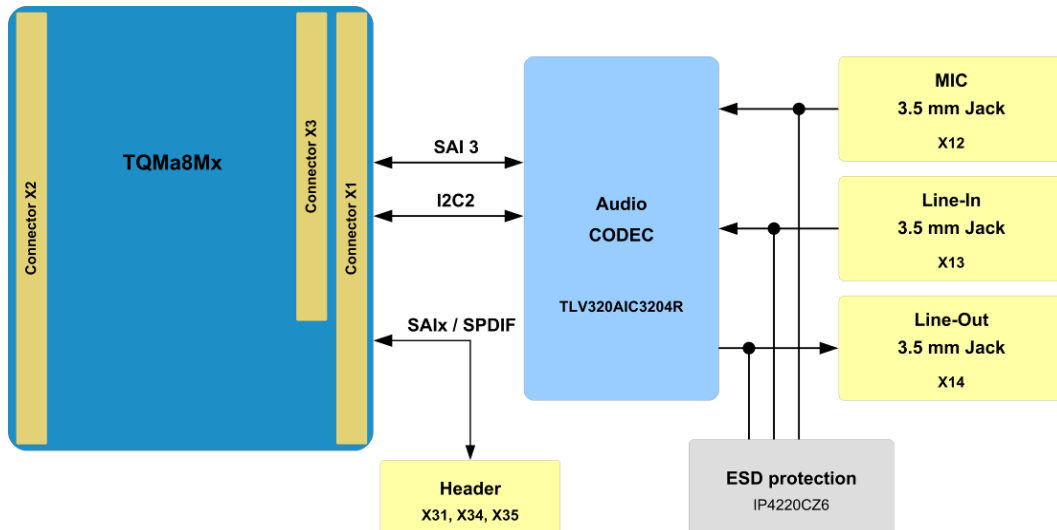 TQMa8Mx
Connector X2
Connector X3
Connector X1
SAI 3
I2C2
SAIx / SPDIF
Audio
CODEC
TLV320AIC3204R
MIC
3.5 mm Jack
X12
Line-In
3.5 mm Jack
X13
Line-Out
3.5 mm Jack
X14
Header
X31, X34, X35
ESD protection
IP4220CZ6